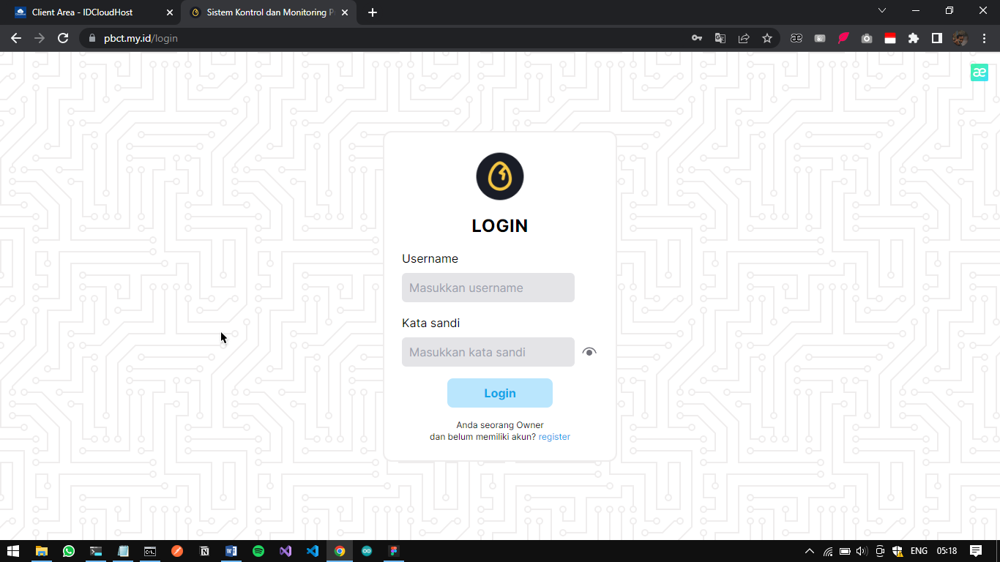 Client Area - IDCloudHost
Sistem Kontrol dan Monitoring
pbct.my.id/login
æ
æ
LOGIN
Username
Masukkan username
Kata sandi
Masukkan kata sandi
Login
Anda seorang Owner
dan belum memiliki akun? register
ENG
05:18